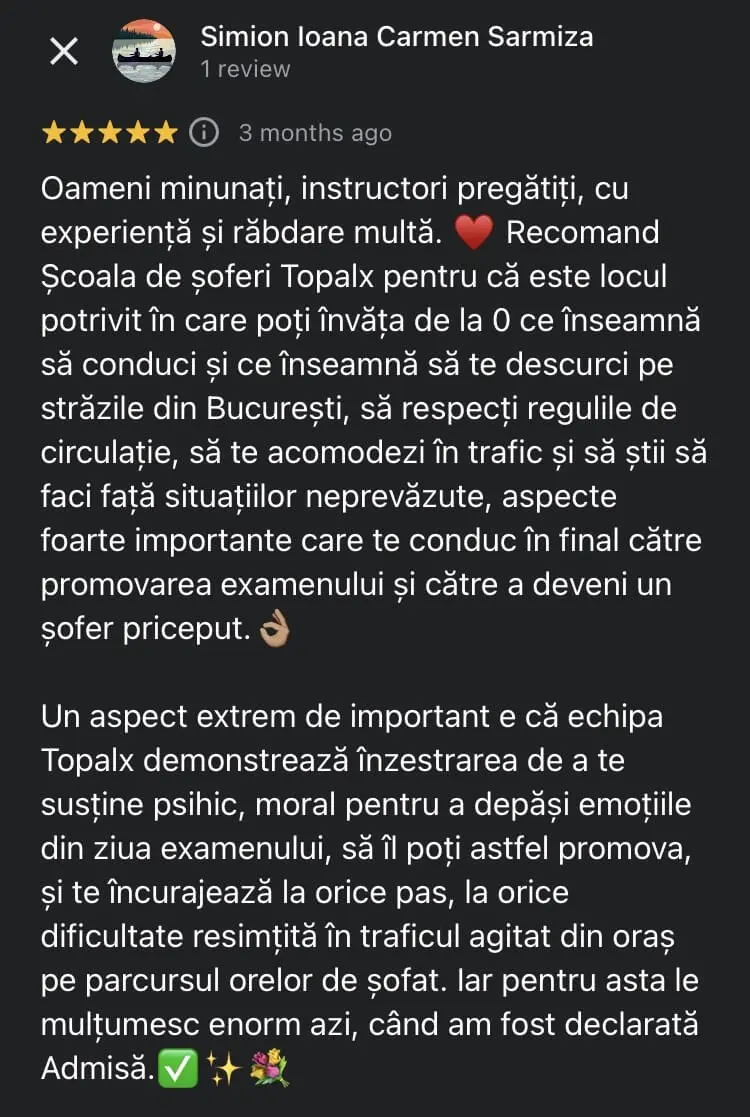 Simion Ioana Carmen Sarmiza
1 review
3 months ago
Oameni minunați, instructori pregătiți, cu
experiență și răbdare multă. ❤️ Recomand
Școala de șoferi Topalx pentru că este locul
potrivit în care poți învăța de la 0 ce înseamnă
să conduci și ce înseamnă să te descurci pe
străzile din București, să respecți regulile de
circulație, să te acomodezi în trafic și să știi să
faci față situațiilor neprevăzute, aspecte
foarte importante care te conduc în final către
promovarea examenului și către a deveni un
șofer priceput.👌🏽
Un aspect extrem de important e că echipa
Topalx demonstrează înzestrarea de a te
susține psihic, moral pentru a depăși emoțiile
din ziua examenului, să îl poți astfel promova,
și te încurajează la orice pas, la orice
dificultate resimțită în traficul agitat din oraș
pe parcursul orelor de șofat. Iar pentru asta le
mulțumesc enorm azi, când am fost declarată
Admisă.✅✨💐